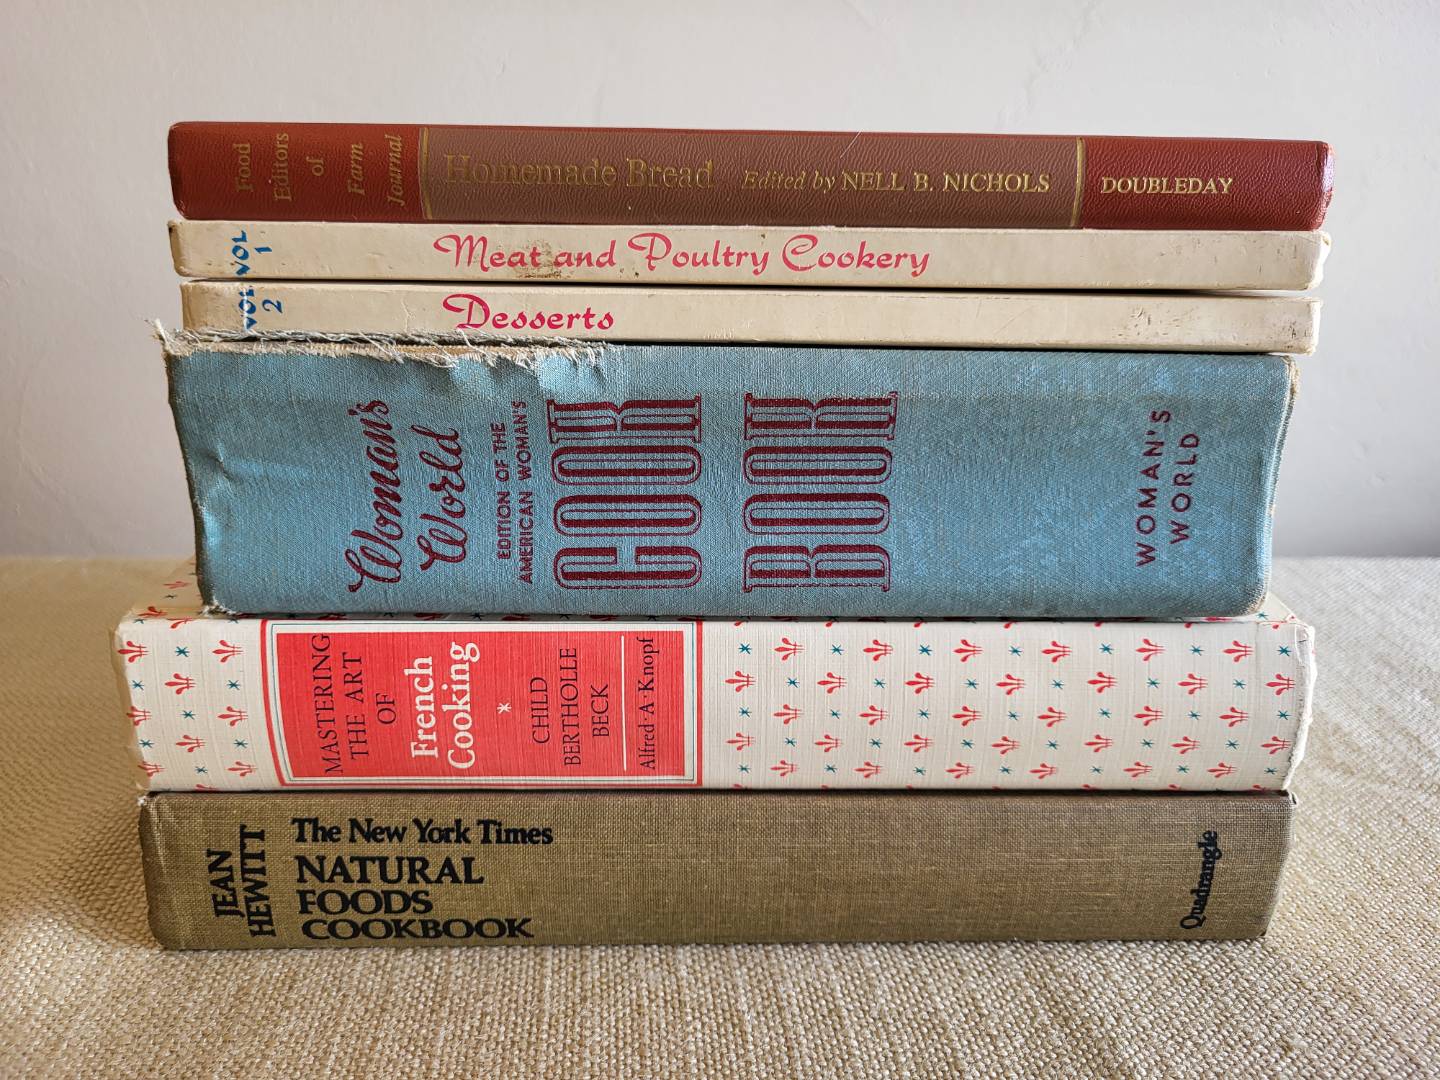 Food
Editors
of
Farm
Journal
Homemade Bread
Edited by NELL B. NICHOLS
DOUBLEDAY
VOL
1
Meat and Poultry Cookery
VOL
2
Desserts
Woman's
World
EDITION OF THE
AMERICAN WOMAN'S
COOK
BOOK
WOMAN'S
WORLD
MASTERING
THE ART
OF
French
Cooking
CHILD
BERTHOLLE
BECK
Alfred·A·Knopf
JEAN
HEWITT
The New York Times
NATURAL
FOODS
COOKBOOK
Quadrangle